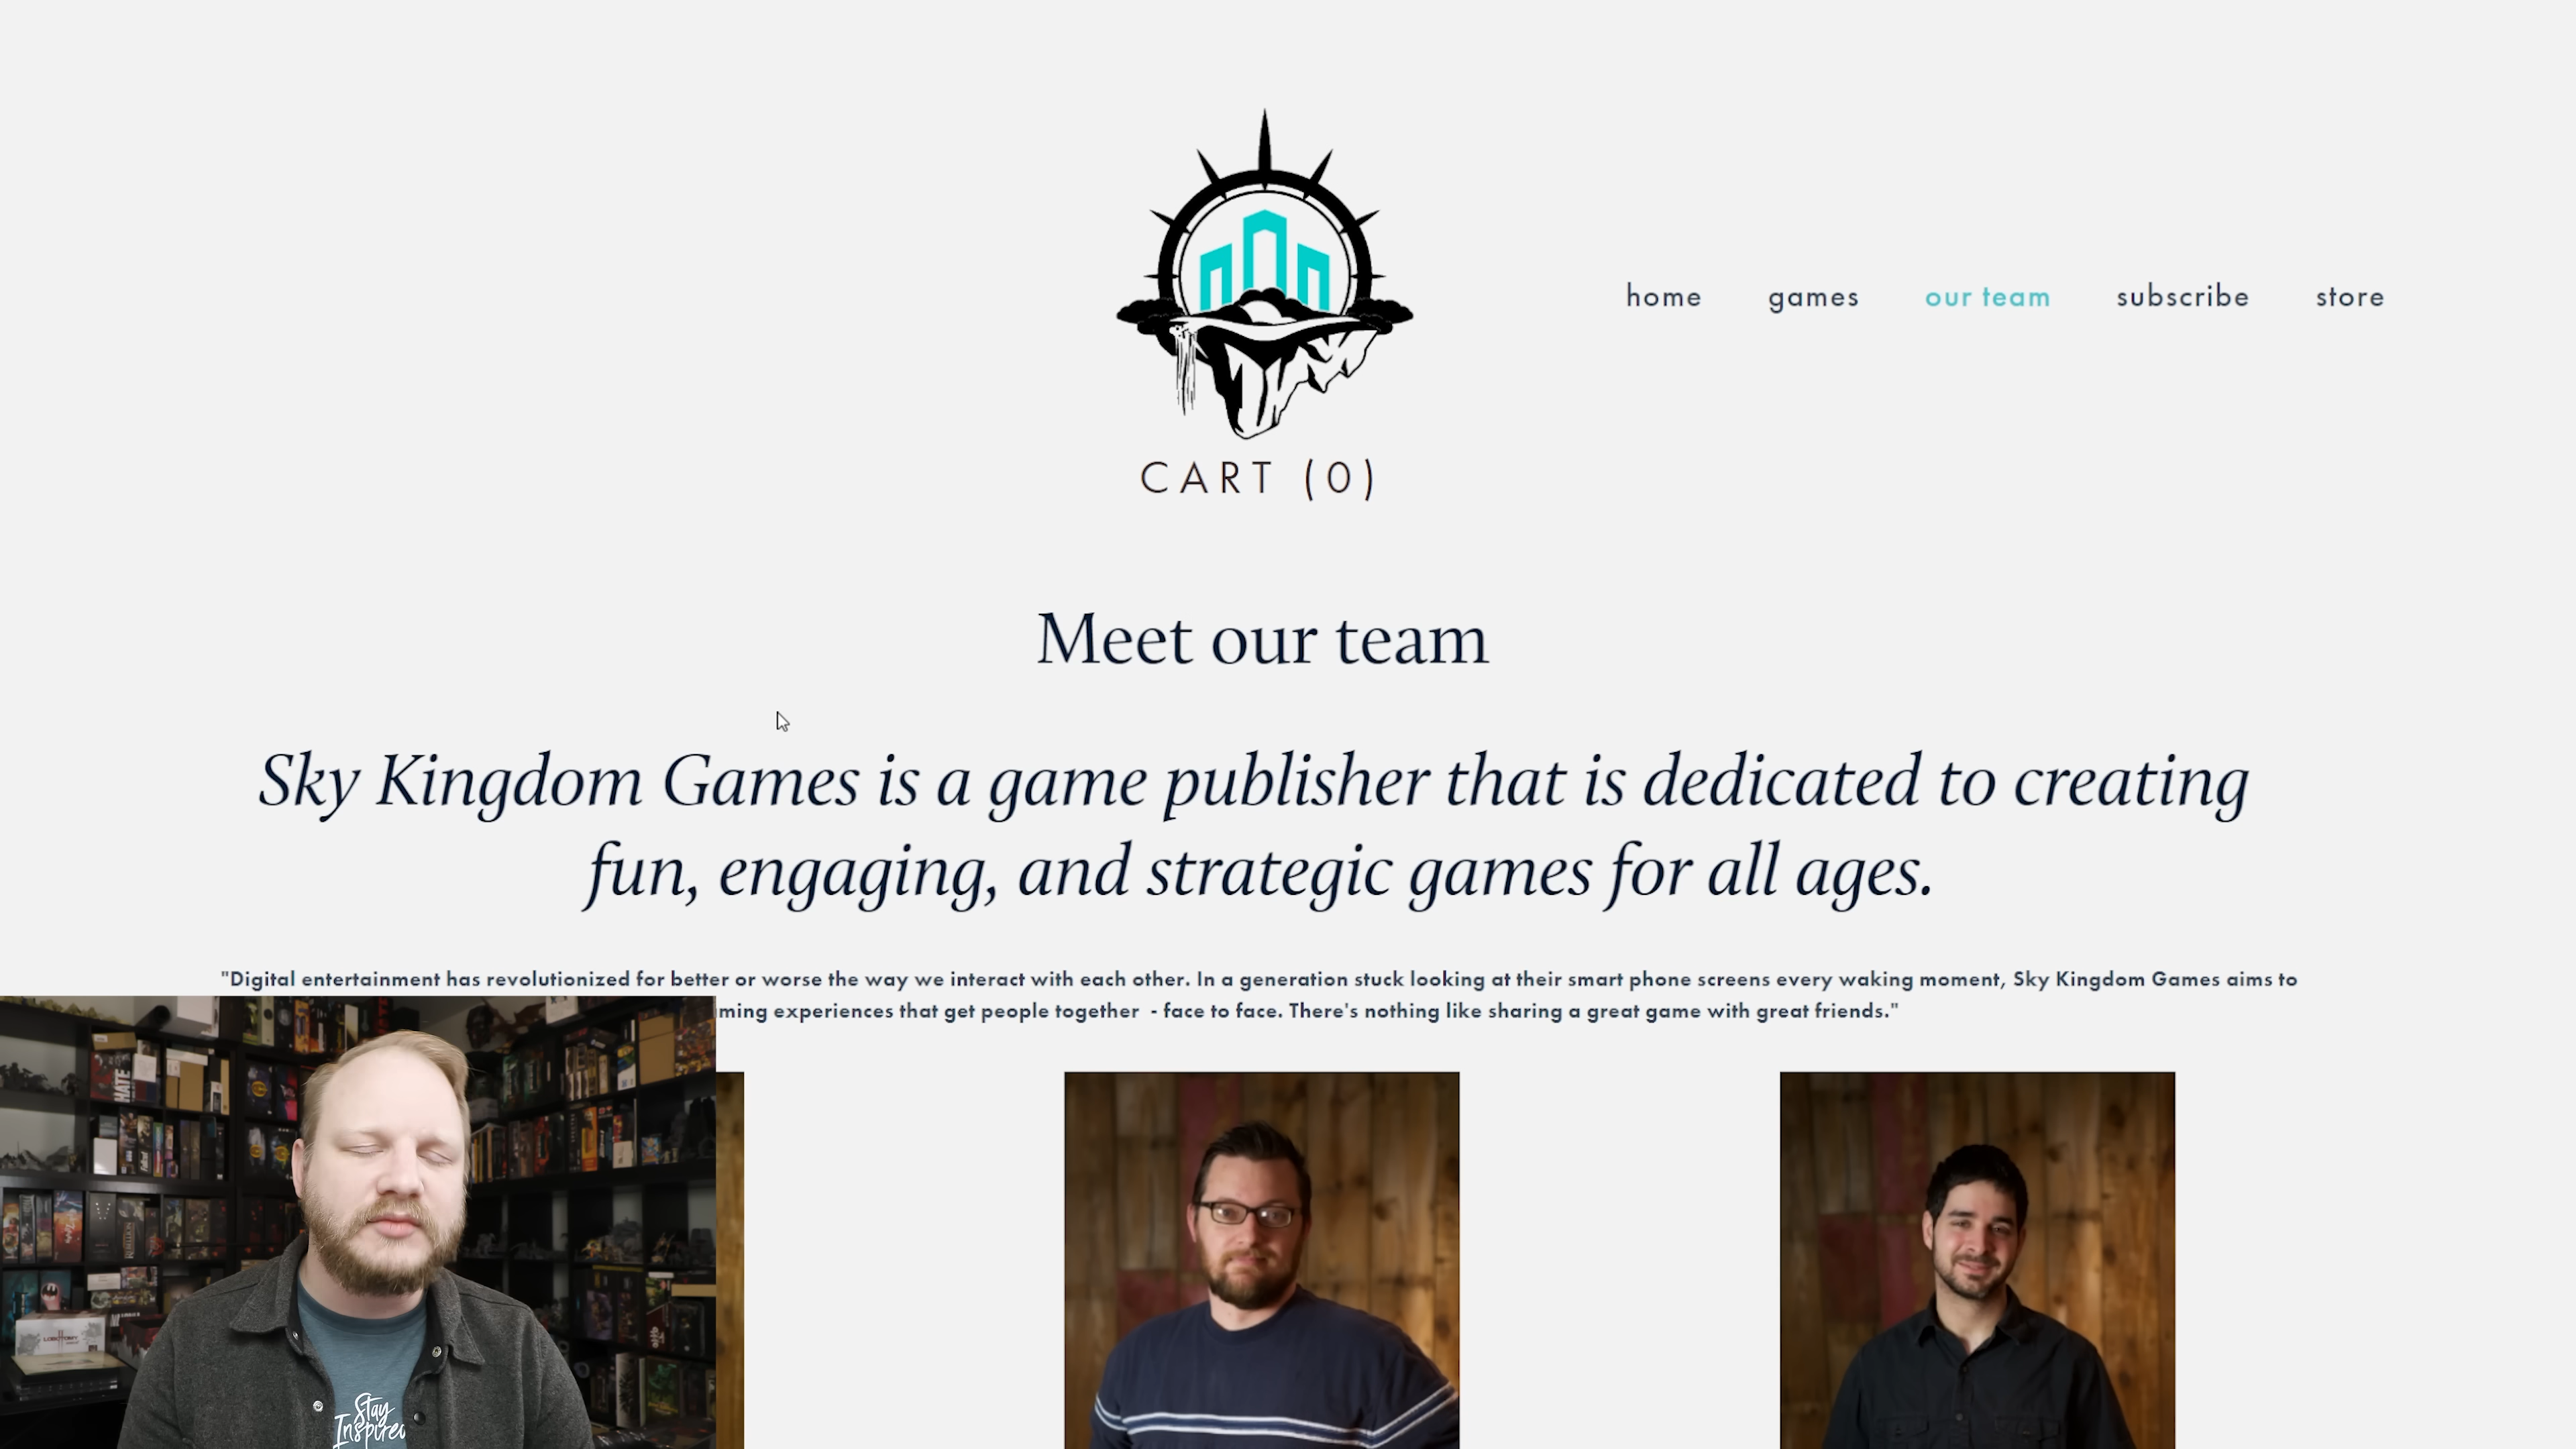 home games our team subscribe store
CART (0)
Meet our team
Sky Kingdom Games is a game publisher that is dedicated to creating
fun, engaging, and strategic games for all ages.
"Digital entertainment has revolutionized for better or worse the way we interact with each other. In a generation stuck looking at their smart phone screens every waking moment, Sky Kingdom Games aims to
experiences that get people together - face to face. There's nothing like sharing a great game with great friends."
HATE
Stay
Inspired